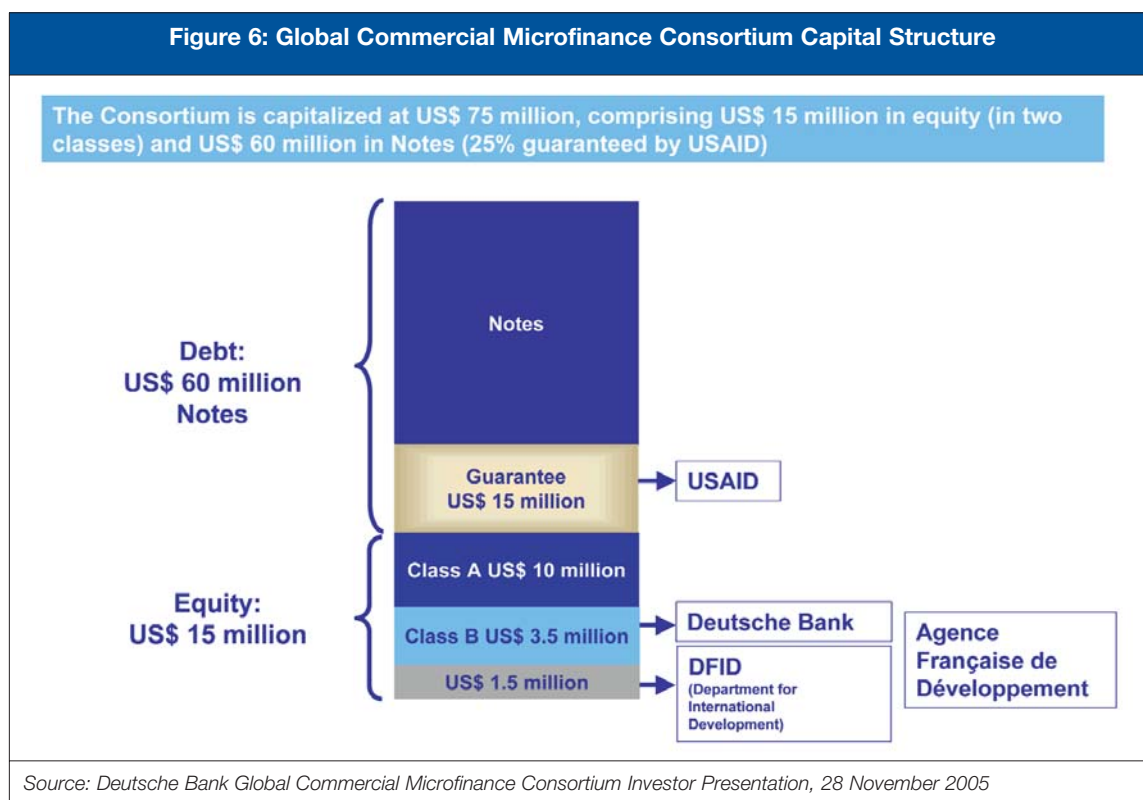 Figure 6: Global Commercial Microfinance Consortium Capital Structure
The Consortium is capitalized at US$ 75 million, comprising US$ 15 million in equity (in two
classes) and US$ 60 million in Notes (25% guaranteed by USAID)
Debt:
US$ 60 million
Notes
Notes
Guarantee
US$ 15 million
USAID
Equity:
US$ 15 million
Class A US$ 10 million
Class B US$ 3.5 million
US$ 1.5 million
Deutsche Bank
DFID
(Department for
International
Development)
Agence
Française de
Développement
Source: Deutsche Bank Global Commercial Microfinance Consortium Investor Presentation, 28 November 2005